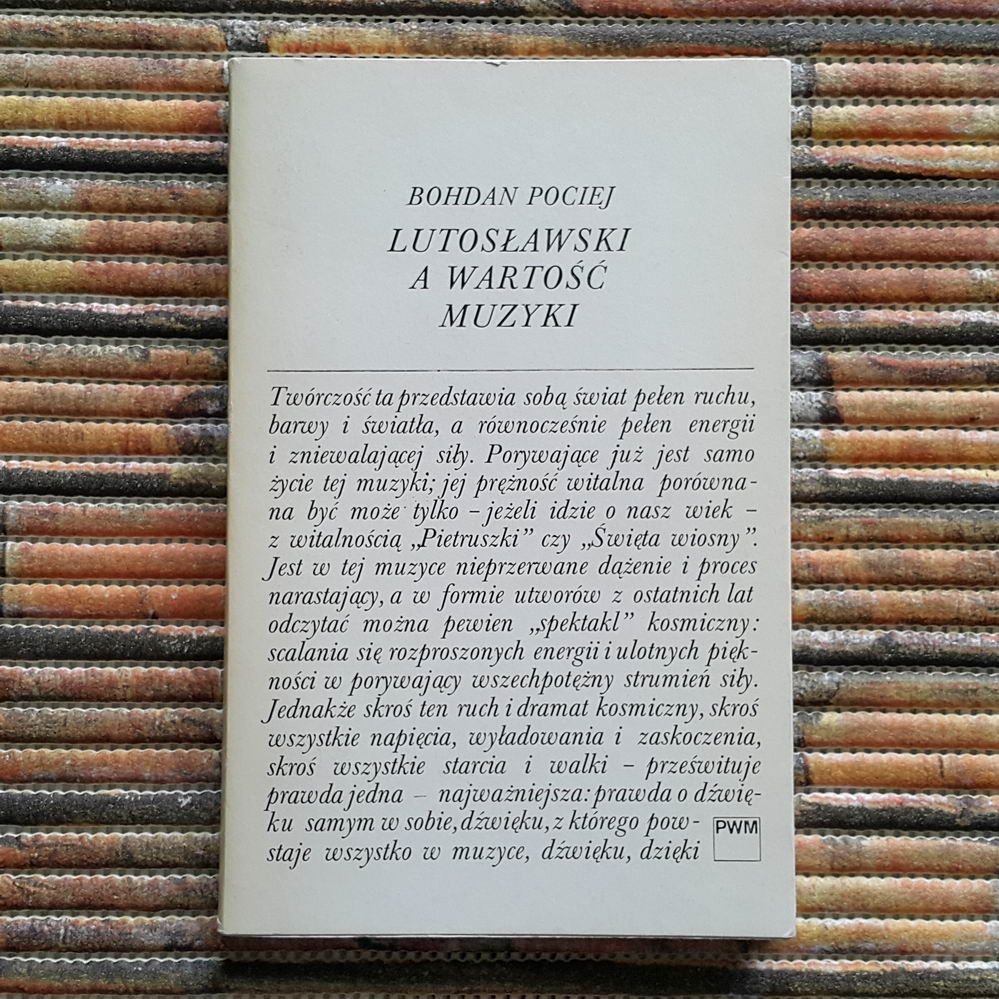 BOHDAN POCIEJ
LUTOSŁAWSKI
A WARTOŚĆ
MUZYKI
Twórczość ta przedstawia sobą świat pełen ruchu,
barwy i światła, a równocześnie pełen energii
i zniewalającej siły. Porywające już jest samo
życie tej muzyki; jej prężność witalna porówna-
na być może tylko – jeżeli idzie o nasz wiek –
z witalnością „Pietruszki” czy „Święta wiosny”.
Jest w tej muzyce nieprzerwane dążenie i proces
narastający, a w formie utworów z ostatnich lat
odczytać można pewien „spektakl” kosmiczny:
scalania się rozproszonych energii i ulotnych pięk-
ności w porywający wszechpotężny strumień siły.
Jednakże skroś ten ruch i dramat kosmiczny, skroś
wszystkie napięcia, wyładowania i zaskoczenia,
skroś wszystkie starcia i walki – prześwituje
prawda jedna – najważniejsza: prawda o dźwię-
ku samym w sobie, dźwięku, z którego pow-
staje wszystko w muzyce, dźwięku, dzięki
PWM